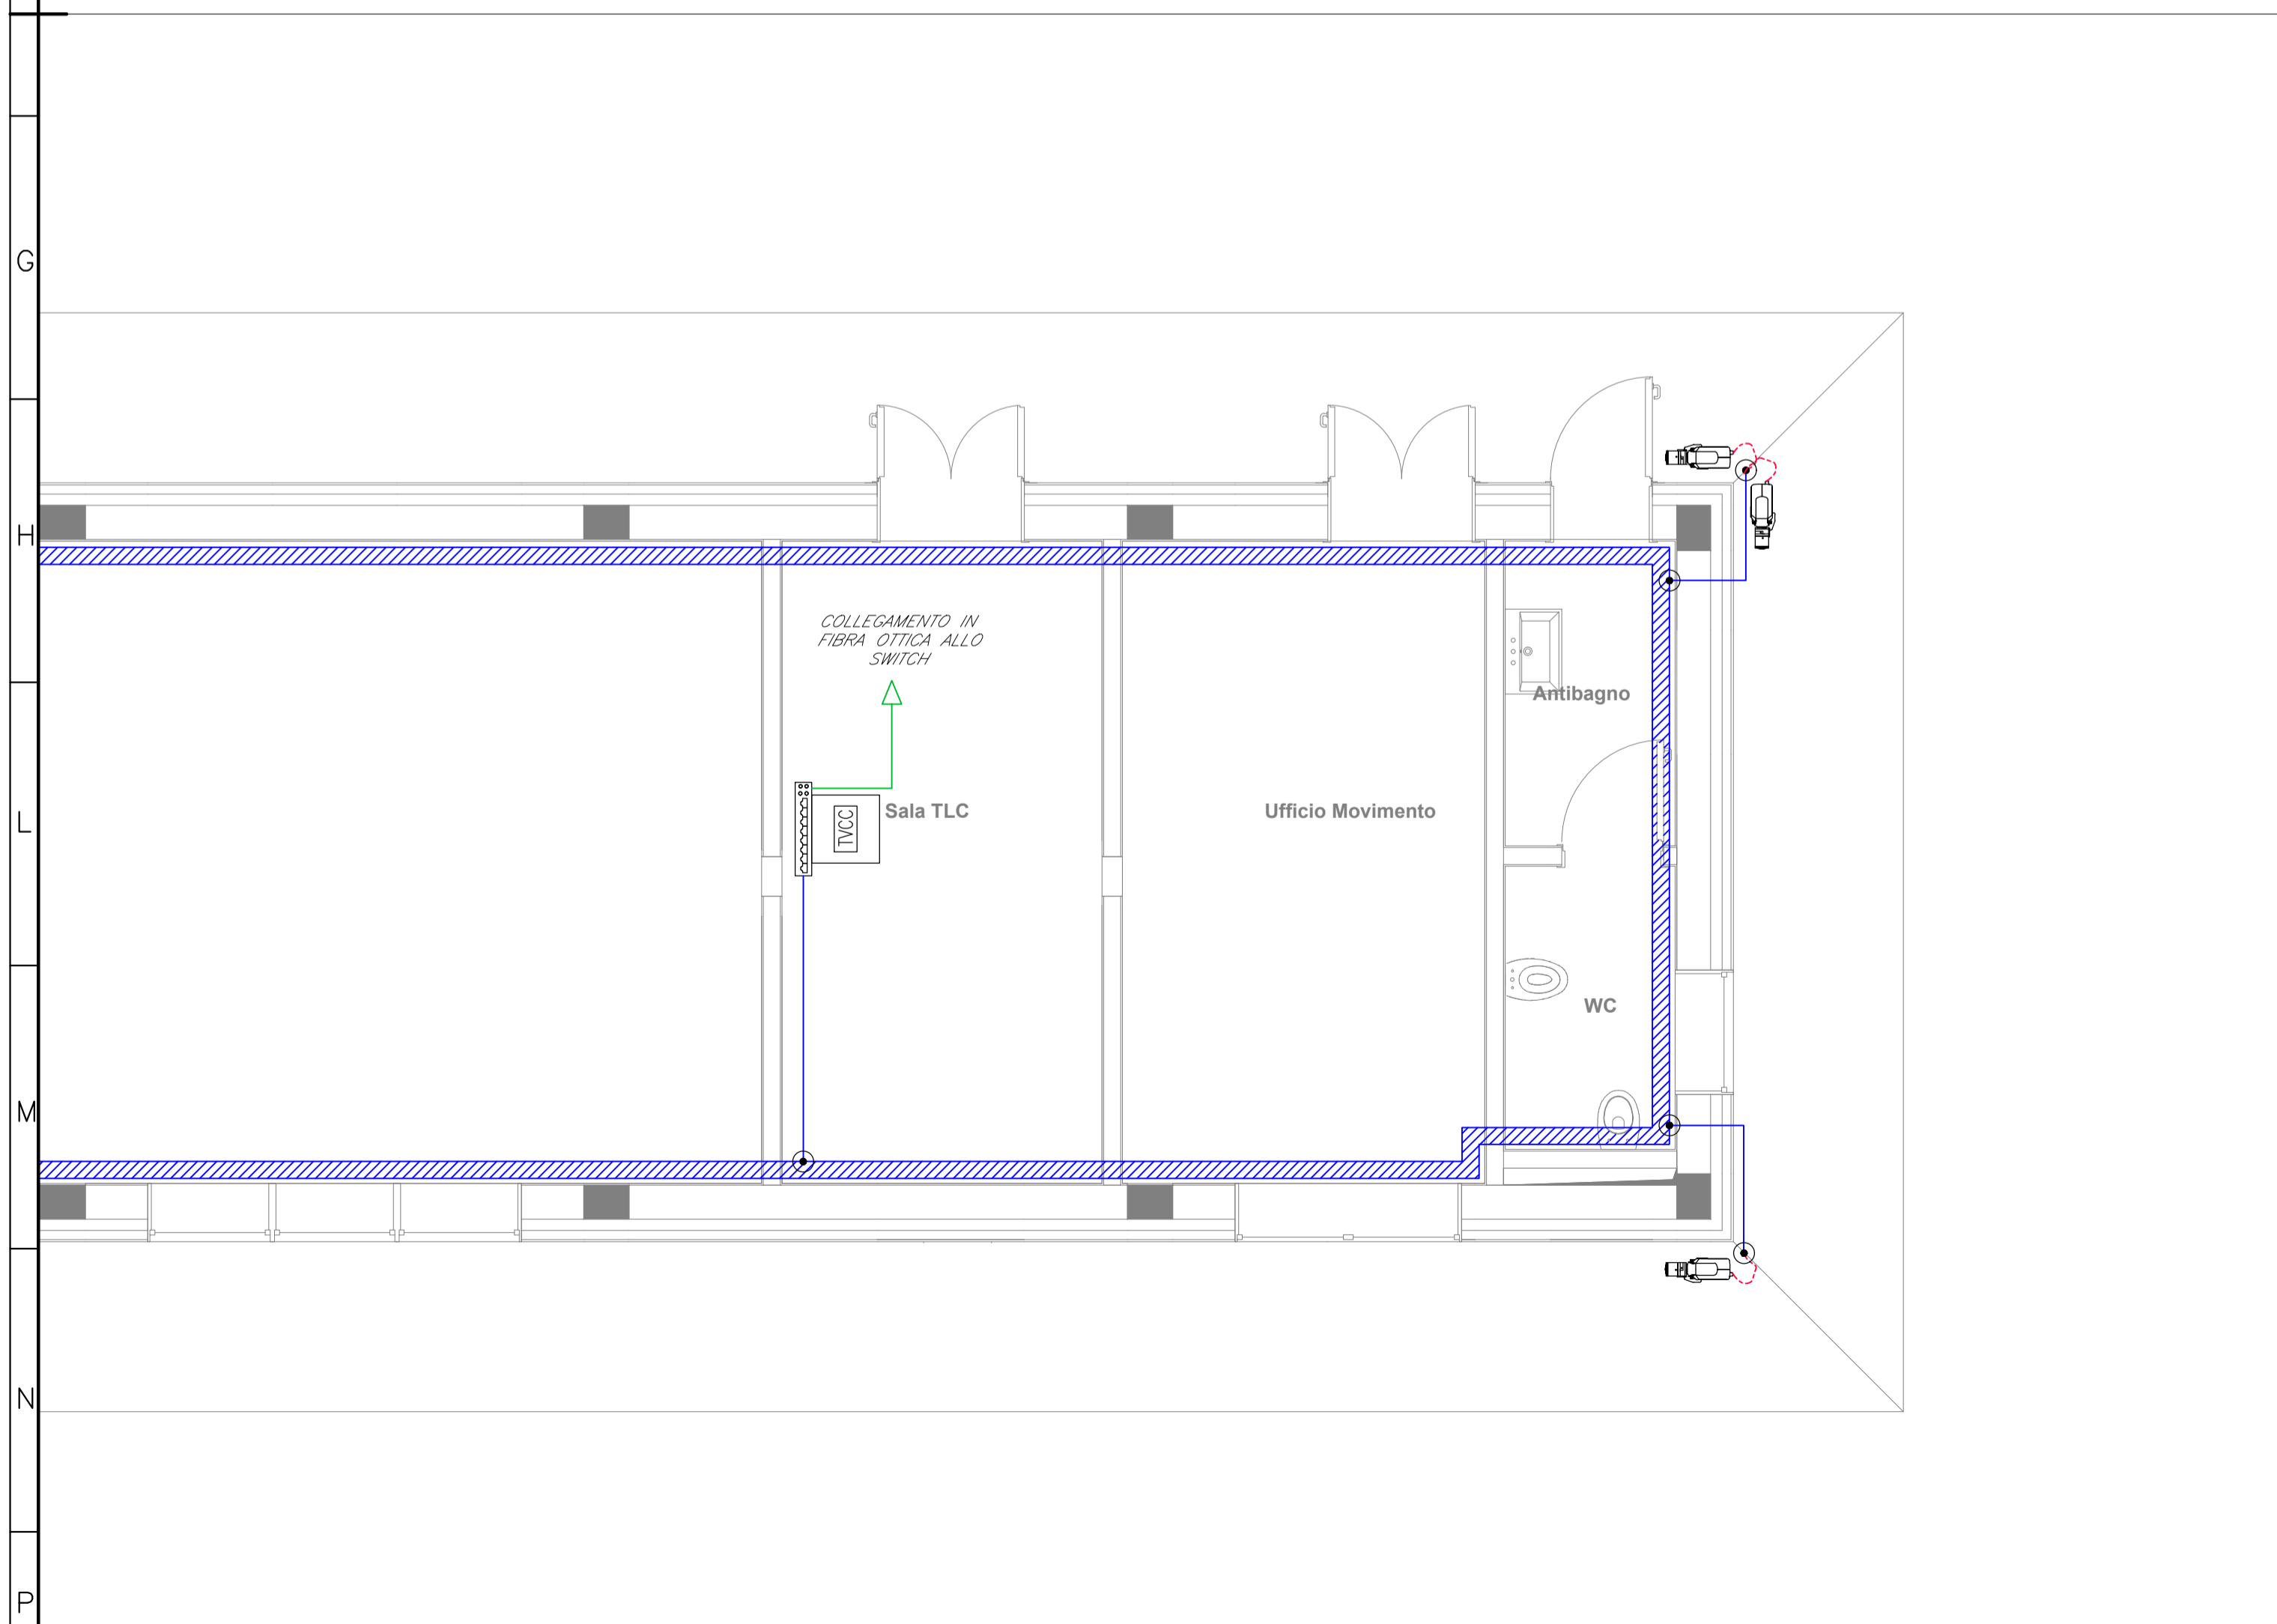 G
H
COLLEGAMENTO IN
FIBRA OTTICA ALLO
SWITCH
Antibagno
L
TVCC
Sala TLC
Ufficio Movimento
WC
M
N
P